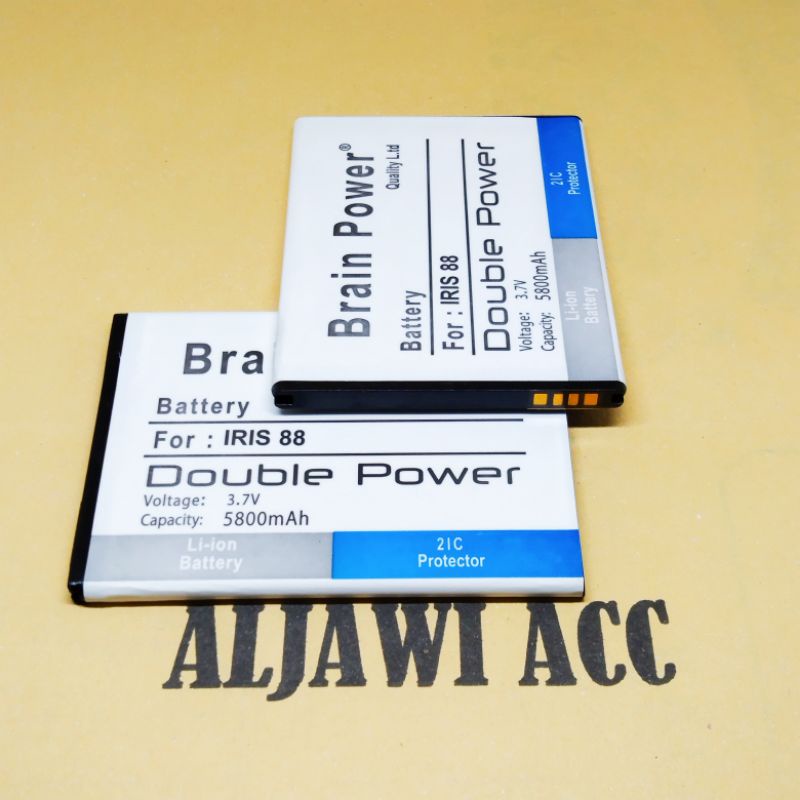 Brain Power®
Quality L.td
Battery
For : IRIS 88
Double Power
Voltage: 3.7V
Capacity: 5800mAh
Li-ion
Battery
2IC
Protector
Bra
Battery
For : IRIS 88
Double Power
Voltage: 3.7V
Capacity: 5800mAh
Li-ion
Battery
2IC
Protector
ALJAWI ACC